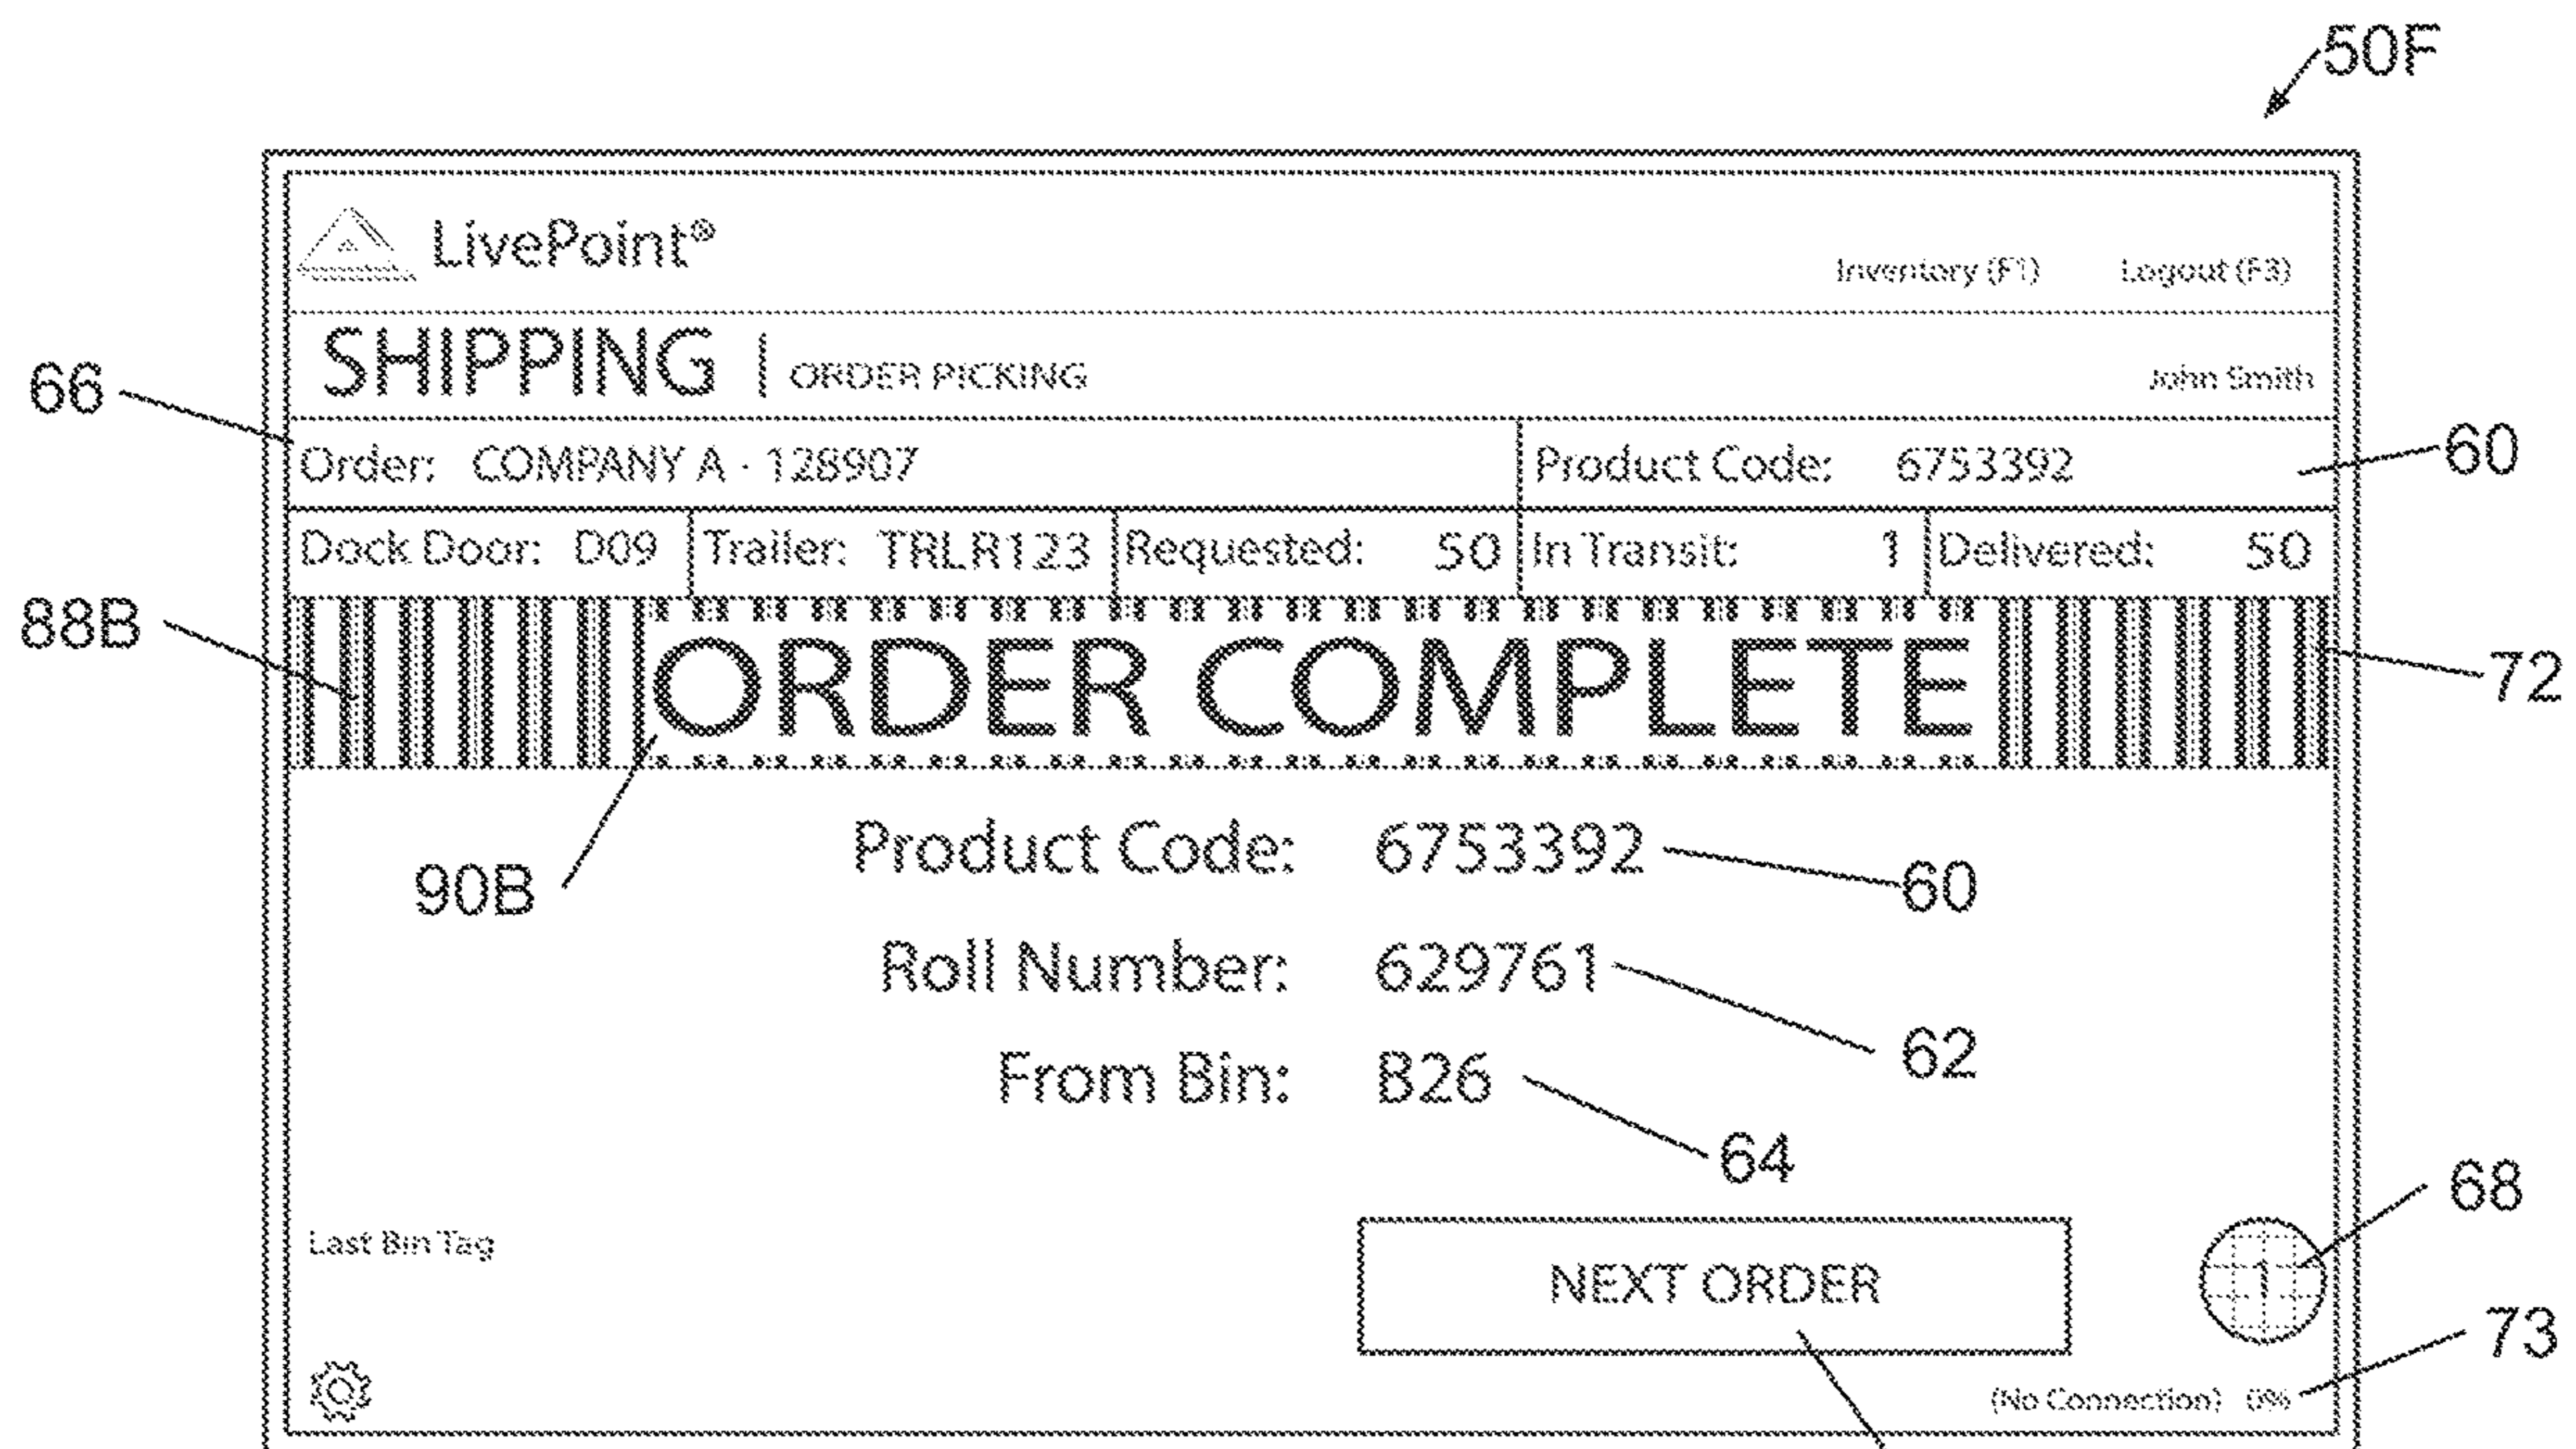 50F
LivePoint®
Inventory (F1) Logout (F3)
SHIPPING | ORDER PICKING John Smith
66
Order: COMPANY A - 128907 Product Code: 6753392 60
Dock Door: D09 Trailer: TRLR123 Requested: 50 In Transit: 1 Delivered: 50
88B
ORDER COMPLETE
72
Product Code: 6753392
90B 60
Roll Number: 629761
62
From Bin: B26
64
68
Last Bin Tag
NEXT ORDER 1
73
(No Connection) 0%